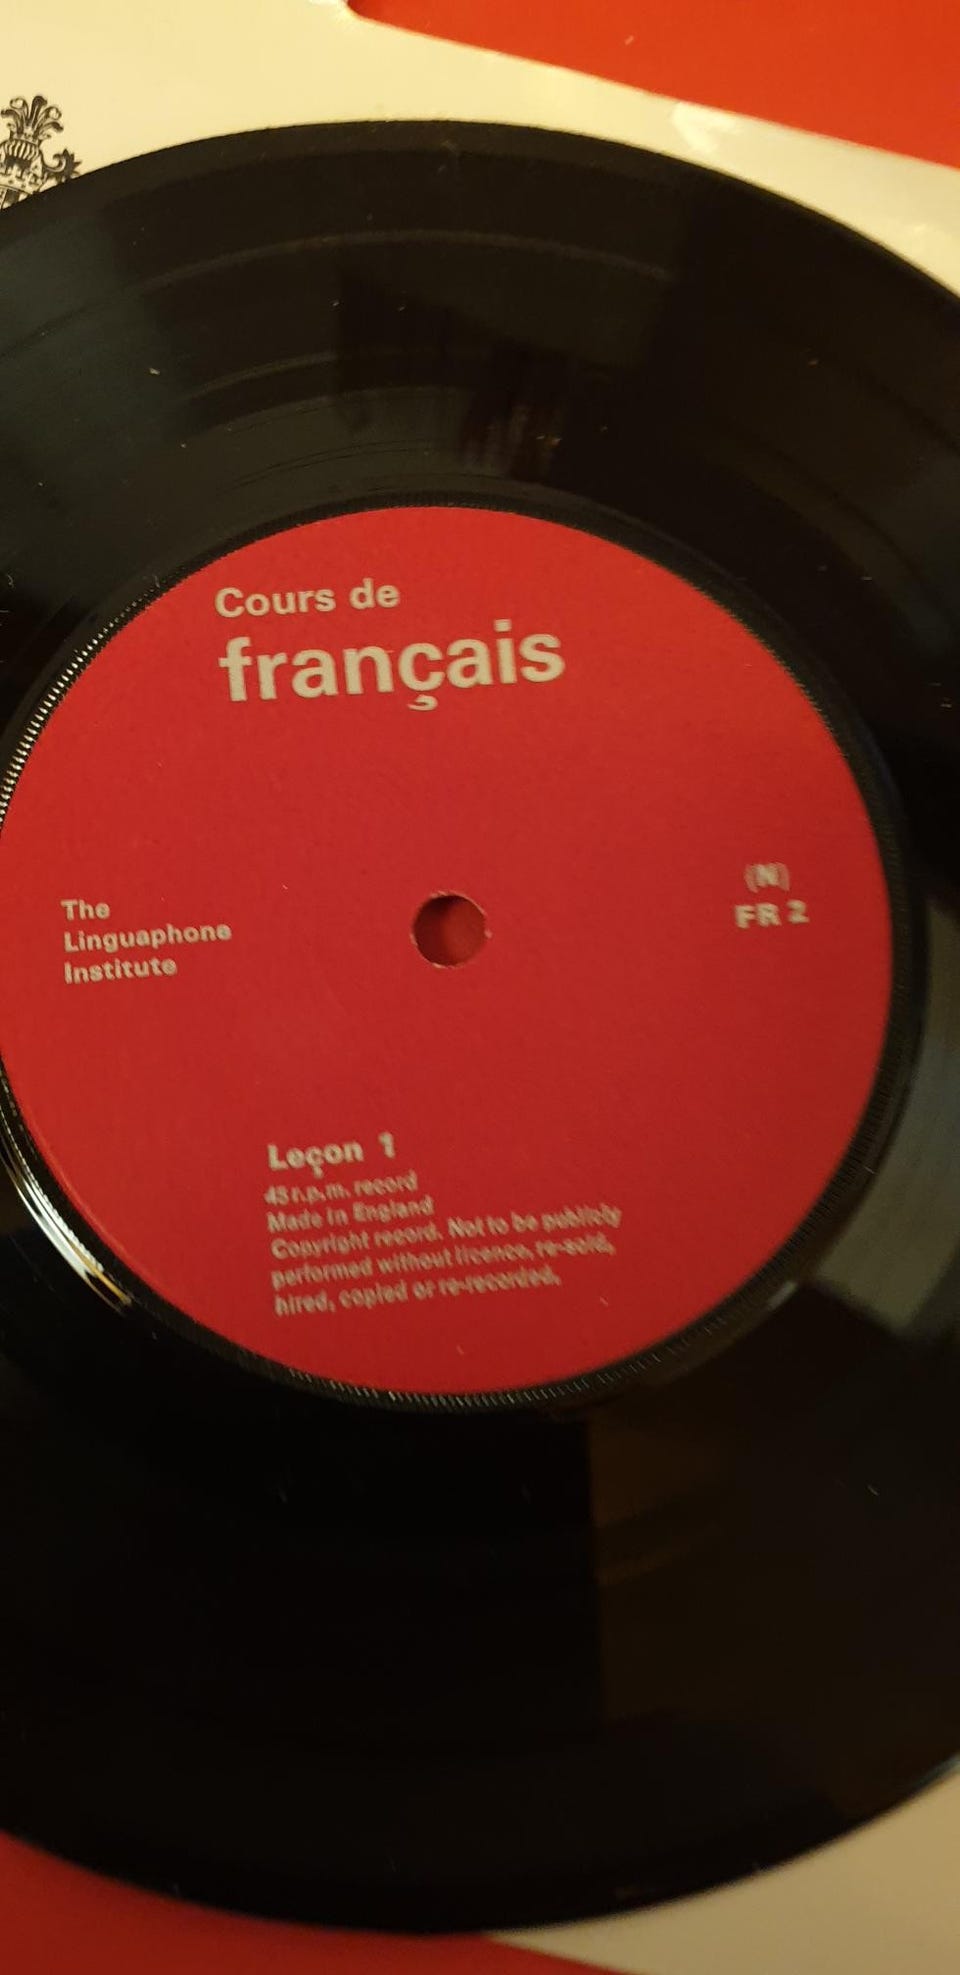 Cours de
français
The
Linguaphone
Institute
(N)
FR 2
Leçon 1
45 r.p.m. record
Made in England
Copyright record. Not to be publicly
performed without licence, re-sold,
hired, copied or re-recorded.